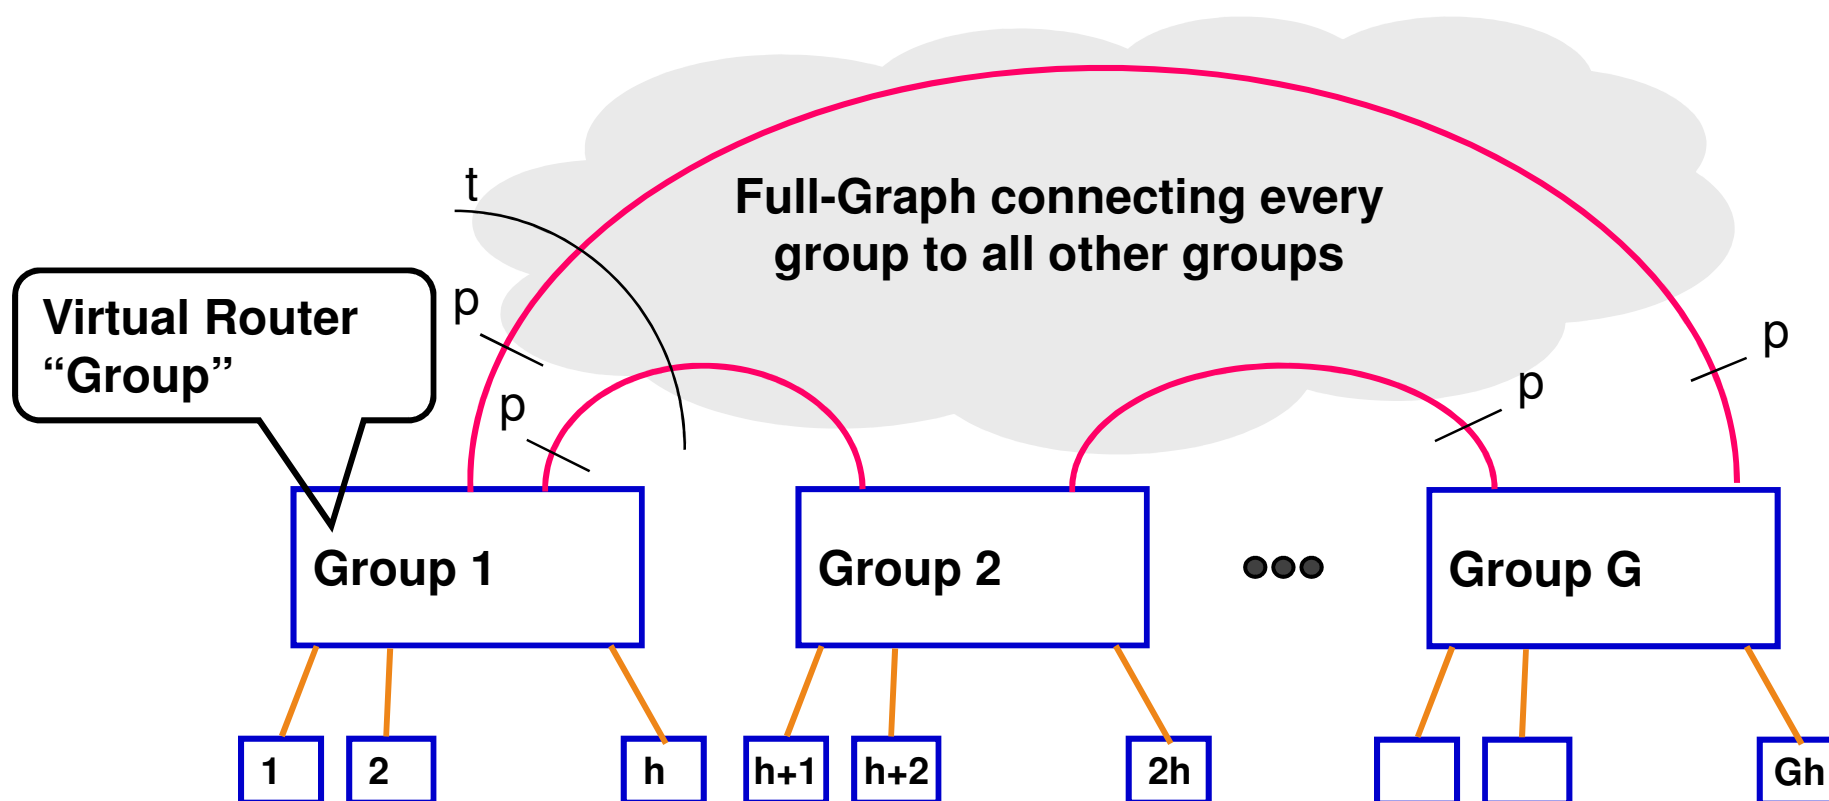 Full-Graph connecting every
group to all other groups
t
p
p
p
p
Virtual Router
“Group”
Group 1
Group 2
Group G
1
2
h
h+1
h+2
2h
Gh